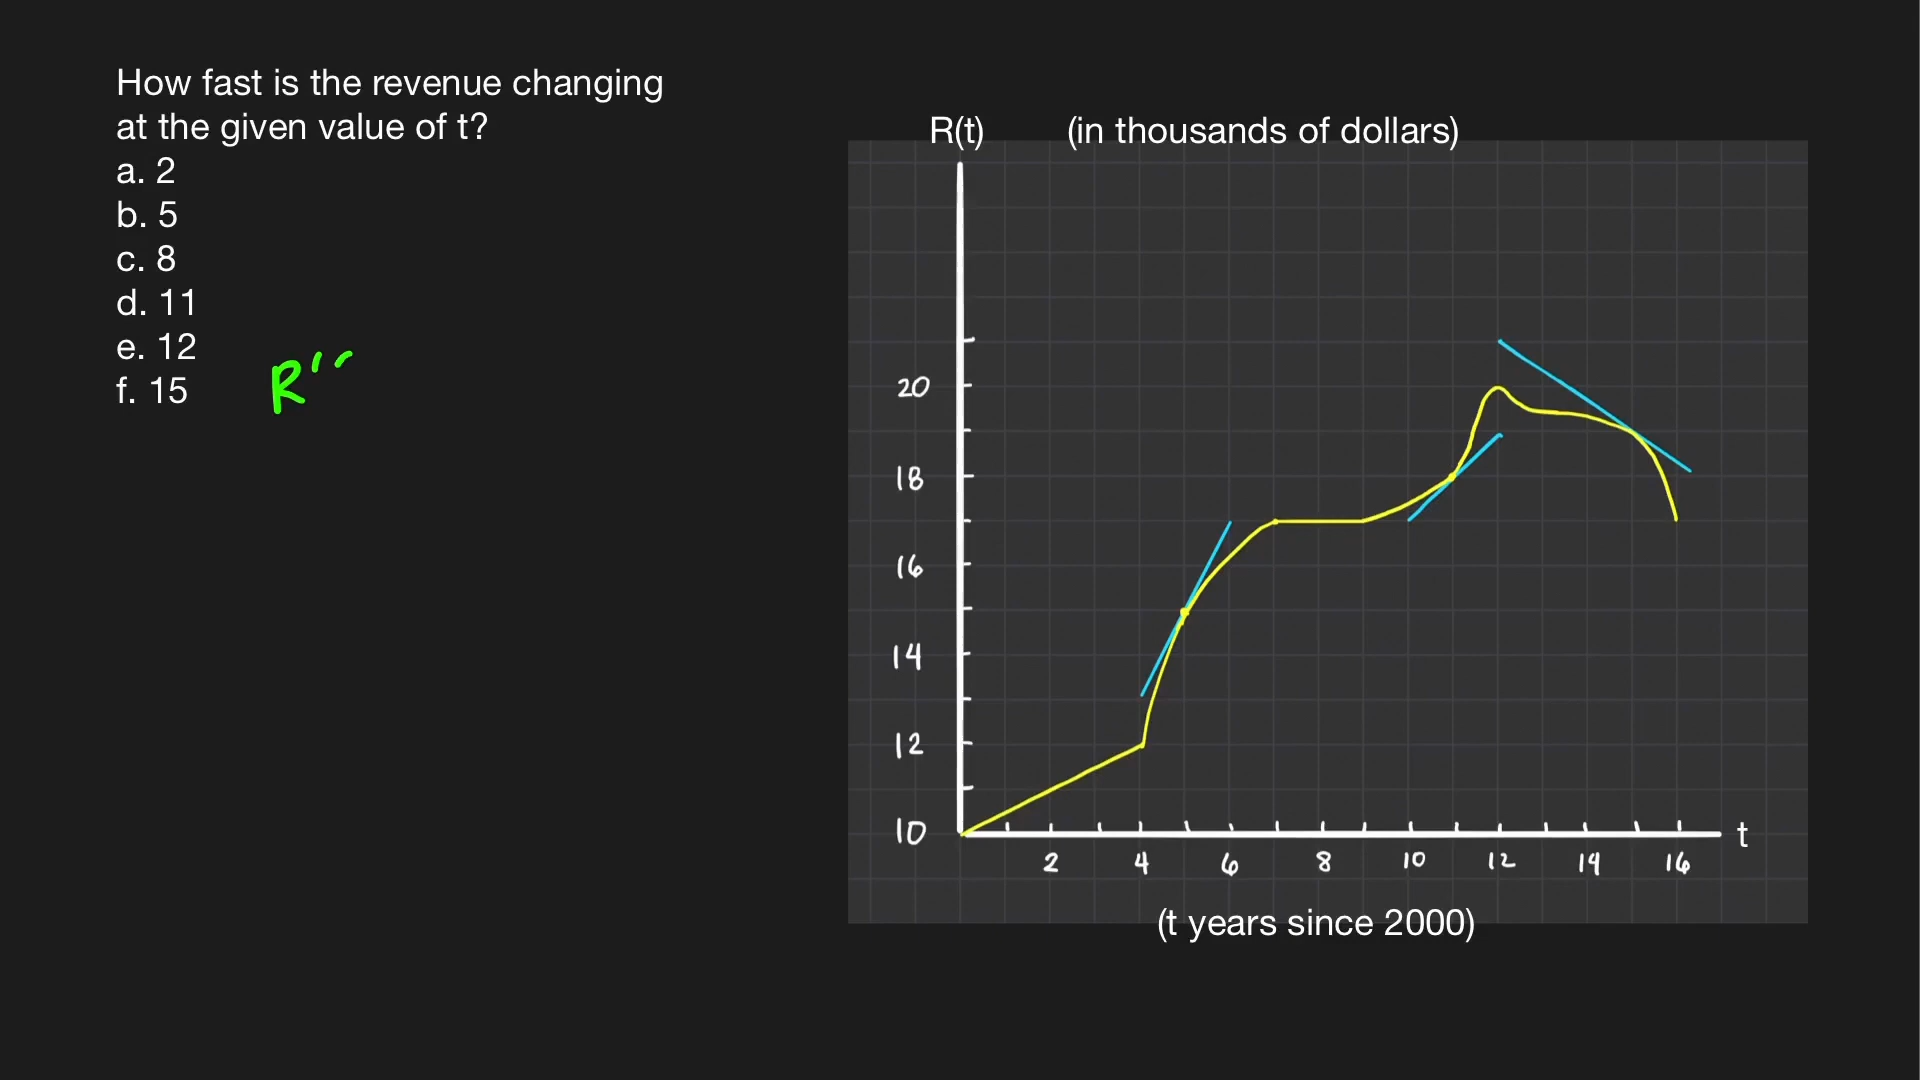 How fast is the revenue changing
at the given value of t?
a. 2
b. 5
c. 8
d. 11
e. 12
f. 15
R'(
R(t) (in thousands of dollars)
20
18
16
14
12
10
t
2 4 6 8 10 12 14 16
(t years since 2000)